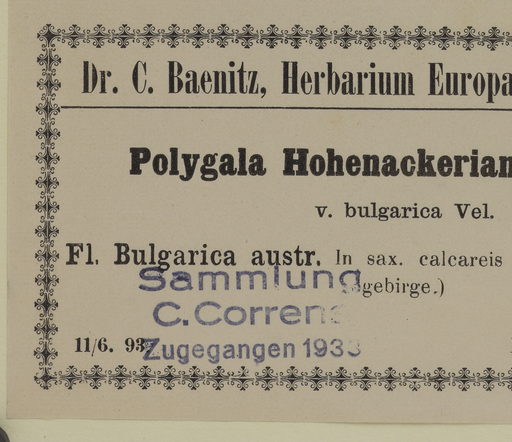 Dr. C. Baenitz, Herbarium Europa
Polygala Hohenackerian
v. bulgarica Vel.
Fl. Bulgarica austr. In sax. calcareis
gebirge.)
Sammlung
C. Correns
11/6. 93
Zugegangen 1933